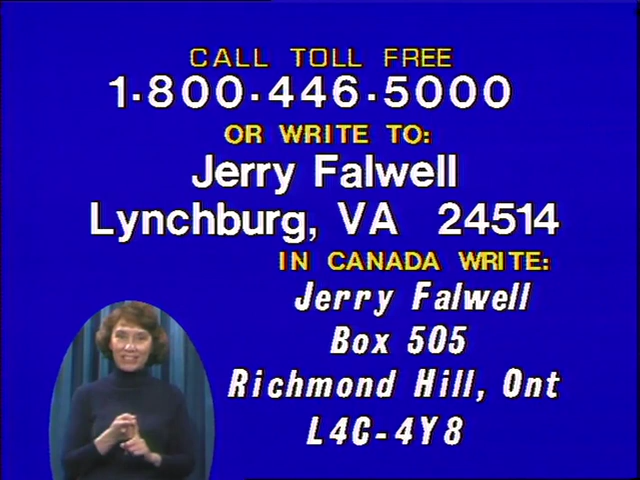 CALL TOLL FREE
1·800·446·5000
OR WRITE TO:
Jerry Falwell
Lynchburg, VA 24514
IN CANADA WRITE:
Jerry Falwell
Box 505
Richmond Hill, Ont
L4C-4Y8